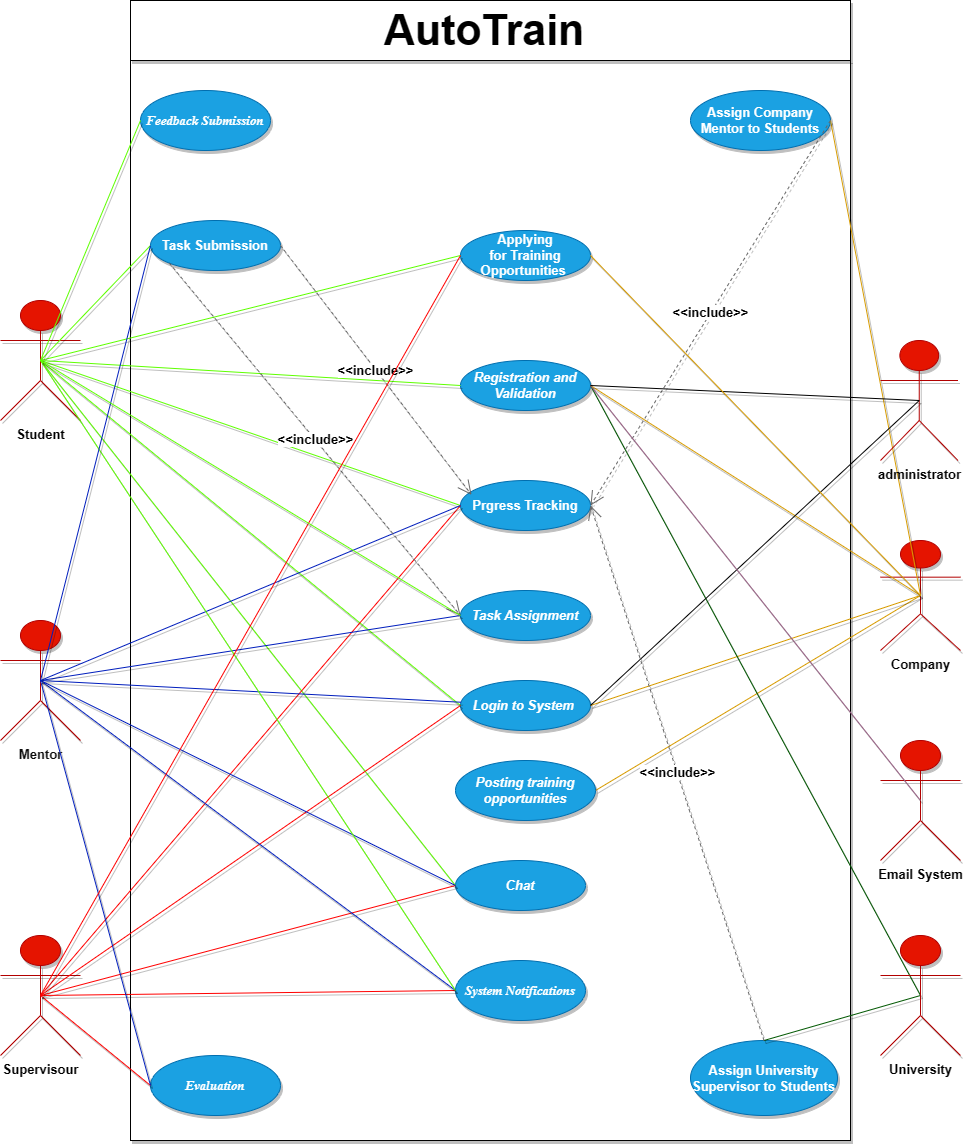 AutoTrain
Feedback Submission
Assign Company
Mentor to Students
Task Submission
Applying
for Training
Opportunities
<<include>>
<<include>>
Registration and
Validation
Student
<<include>>
administrator
Prgress Tracking
Task Assignment
Company
Login to System
Mentor
<<include>>
Posting training
opportunities
Email System
Chat
System Notifications
Supervisour
University
Assign University
Supervisor to Students
Evaluation